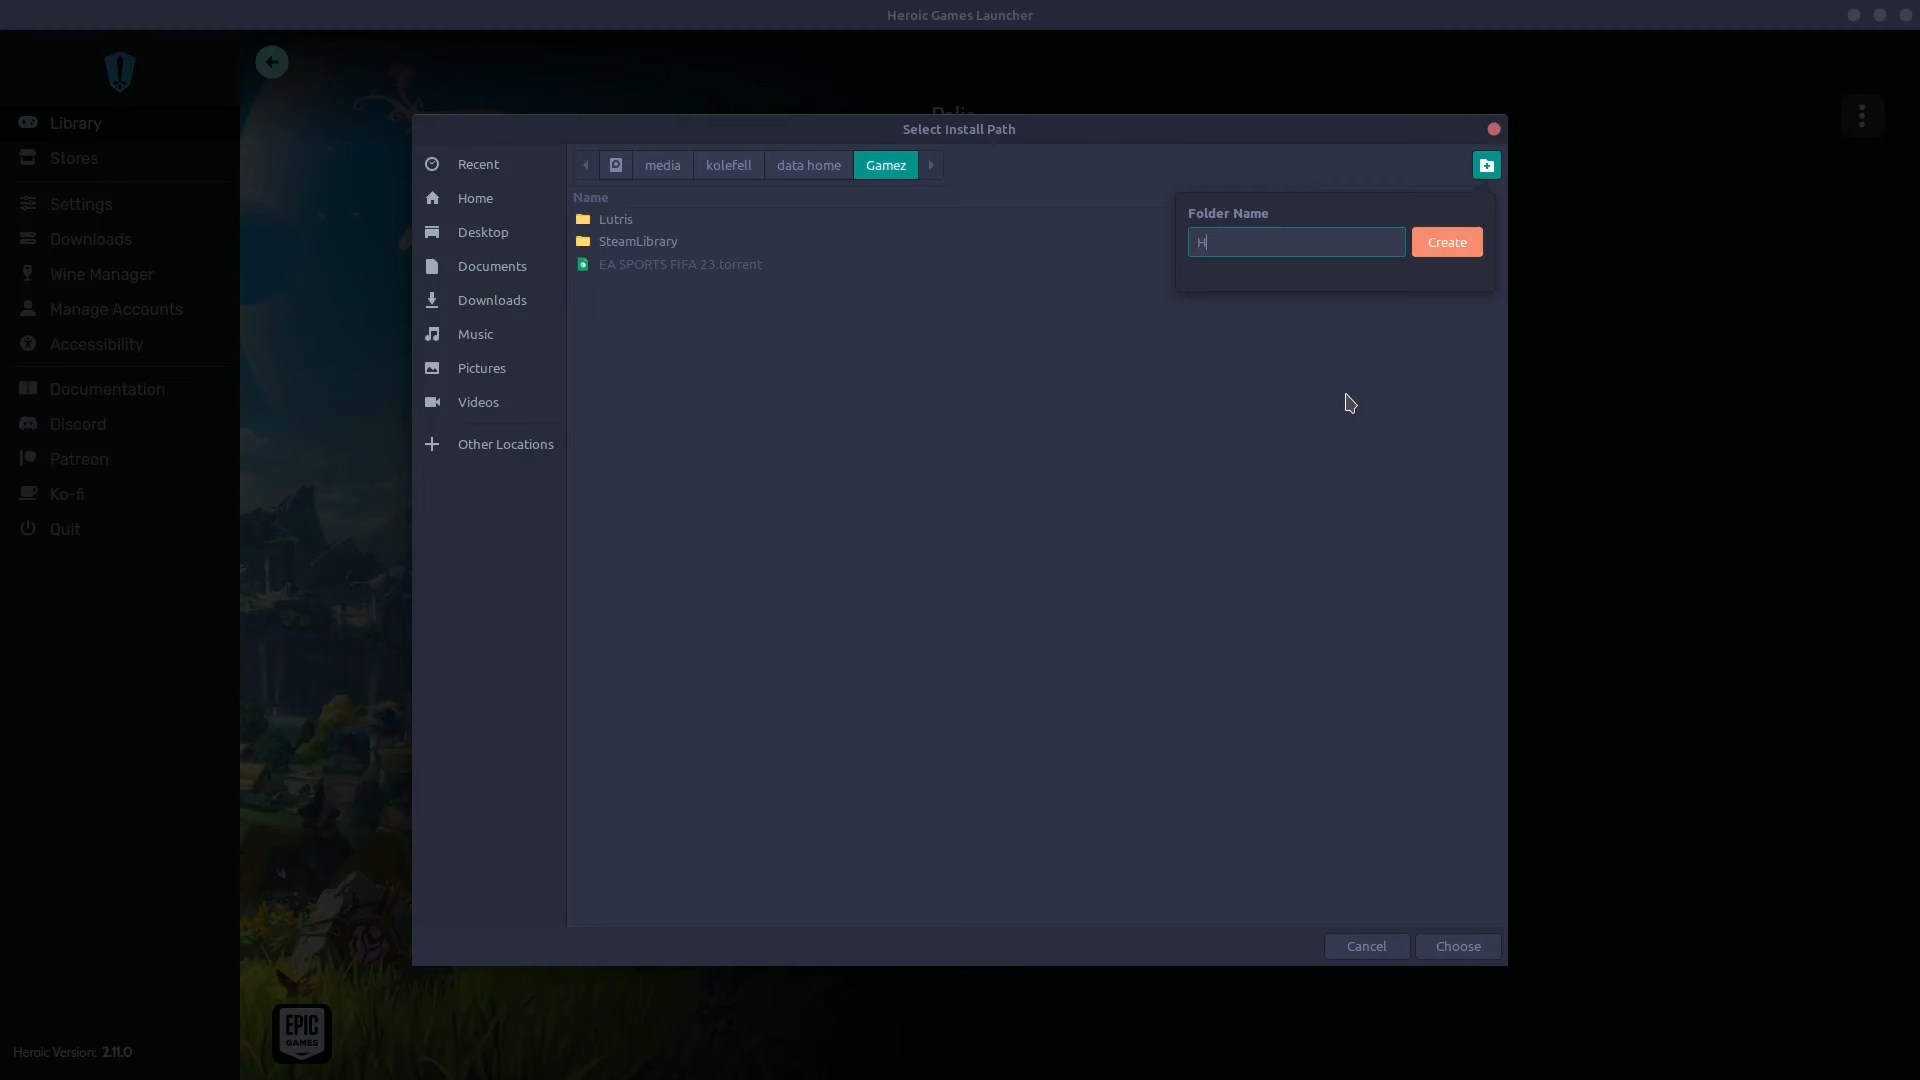 Heroic Games Launcher
Library
Stores
Settings
Downloads
Wine Manager
Manage Accounts
Accessibility
Documentation
Discord
Patreon
Ko-fi
Quit
Heroic Version: 2.11.0
EPIC
GAMES
Select Install Path
Recent
Home
Desktop
Documents
Downloads
Music
Pictures
Videos
Other Locations
media kolefell data home Gamez
Name
Lutris
SteamLibrary
EA SPORTS FIFA 23.torrent
Folder Name
H
Create
Cancel Choose